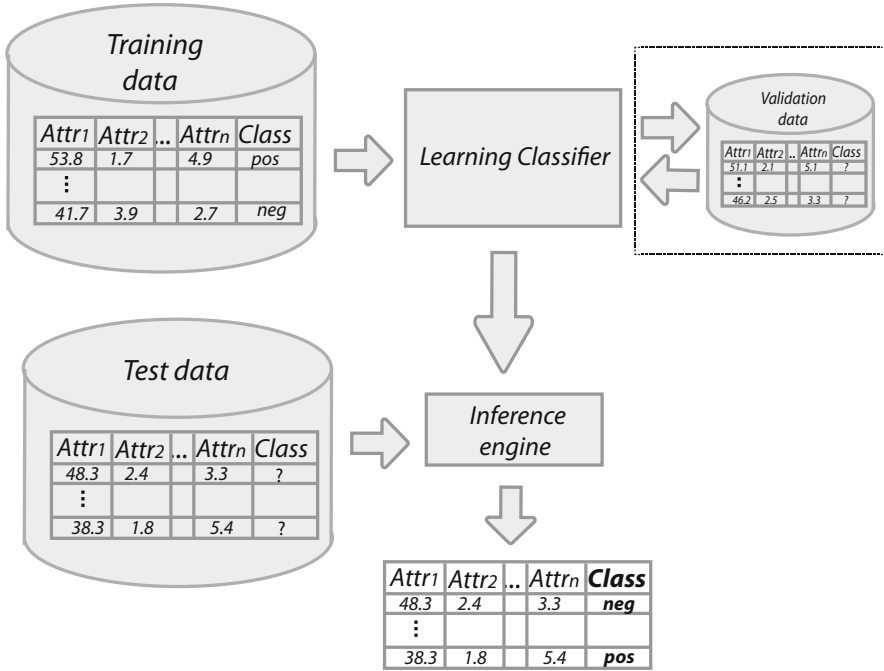 Training
data
Attr1 Attr2 ... Attrn Class
53.8 1.7 4.9 pos
⋮
41.7 3.9 2.7 neg
Learning Classifier
Validation
data
Attr1 Attr2 .. Attrn Class
51.1 2.1 5.1 ?
⋮
46.2 2.5 3.3 ?
Test data
Attr1 Attr2 ... Attrn Class
48.3 2.4 3.3 ?
⋮
38.3 1.8 5.4 ?
Inference
engine
Attr1 Attr2 ... Attrn Class
48.3 2.4 3.3 neg
⋮
38.3 1.8 5.4 pos